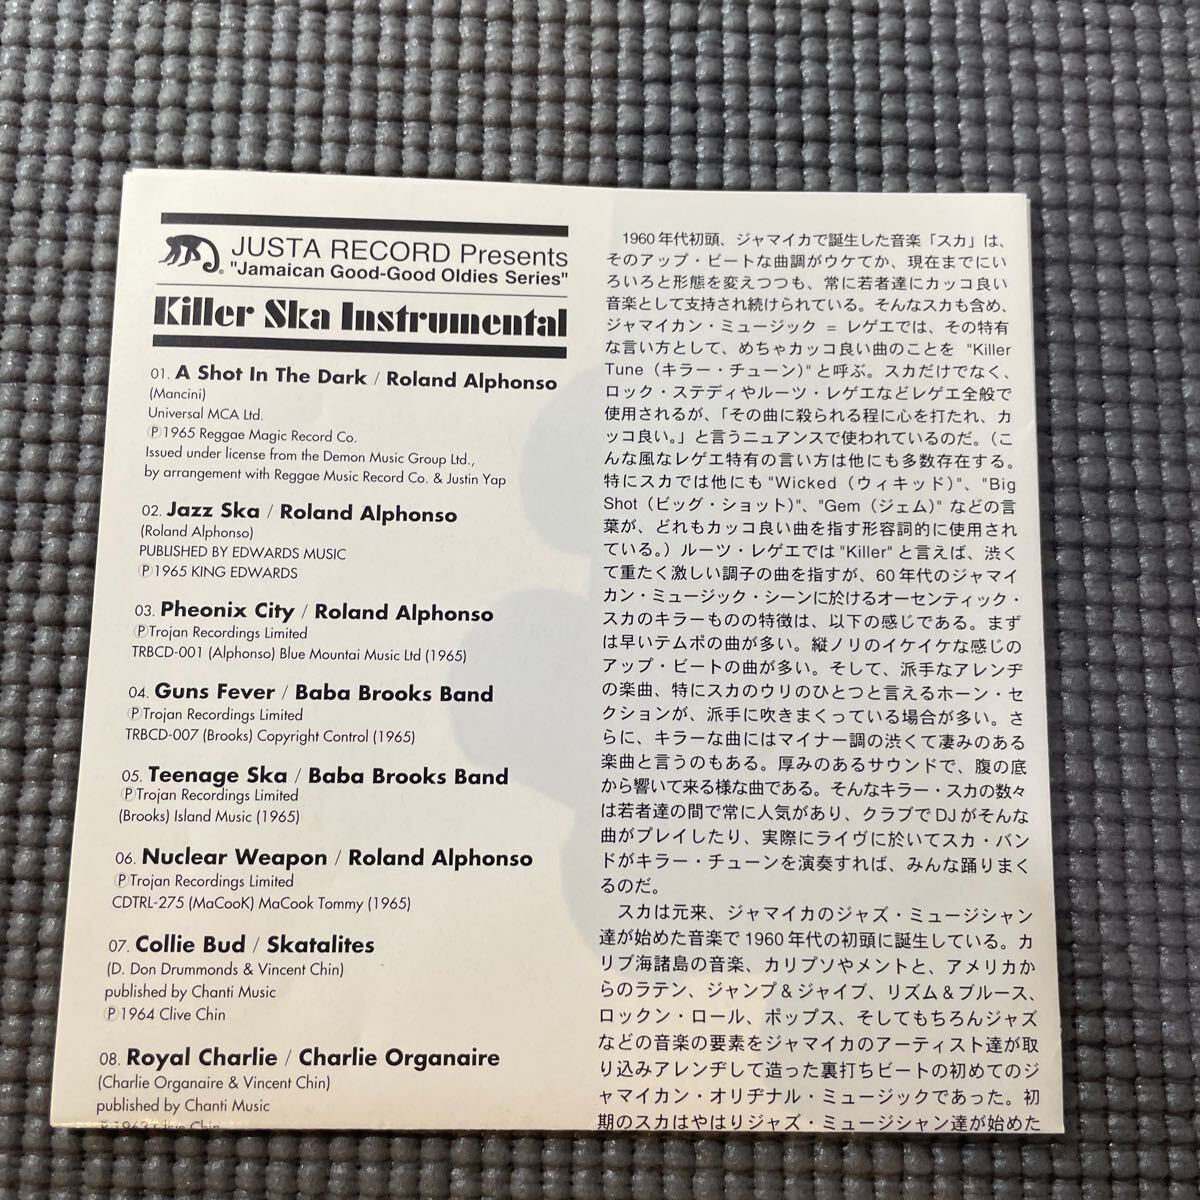 JUSTA RECORD Presents
"Jamaican Good-Good Oldies Series"
Killer Ska Instrumental
01. A Shot In The Dark / Roland Alphonso
(Mancini)
Universal MCA Ltd.
Ⓟ1965 Reggae Magic Record Co.
Issued under license from the Demon Music Group Ltd.,
by arrangement with Reggae Music Record Co. & Justin Yap
02. Jazz Ska / Roland Alphonso
(Roland Alphonso)
PUBLISHED BY EDWARDS MUSIC
Ⓟ1965 KING EDWARDS
03. Pheonix City / Roland Alphonso
ⓅTrojan Recordings Limited
TRBCD-001 (Alphonso) Blue Mountai Music Ltd (1965)
04. Guns Fever / Baba Brooks Band
ⓅTrojan Recordings Limited
TRBCD-007 (Brooks) Copyright Control (1965)
05. Teenage Ska / Baba Brooks Band
ⓅTrojan Recordings Limited
(Brooks) Island Music (1965)
06. Nuclear Weapon / Roland Alphonso
ⓅTrojan Recordings Limited
CDTRL-275 (MaCooK) MaCook Tommy (1965)
07. Collie Bud / Skatalites
(D. Don Drummonds & Vincent Chin)
published by Chanti Music
Ⓟ1964 Clive Chin
08. Royal Charlie / Charlie Organaire
(Charlie Organaire & Vincent Chin)
published by Chanti Music
Ⓟ1963 Clive Chin
1960年代初頭、ジャマイカで誕生した音楽「スカ」は、
そのアップ・ビートな曲調がウケてか、現在までにい
ろいろと形態を変えつつも、常に若者達にカッコ良い
音楽として支持され続けられている。そんなスカも含め、
ジャマイカン・ミュージック = レゲエでは、その特有
な言い方として、めちゃカッコ良い曲のことを "Killer
Tune（キラー・チューン）"と呼ぶ。スカだけでなく、
ロック・ステディやルーツ・レゲエなどレゲエ全般で
使用されるが、「その曲に殺られる程に心を打たれ、カ
ッコ良い。」と言うニュアンスで使われているのだ。（こ
んな風なレゲエ特有の言い方は他にも多数存在する。
特にスカでは他にも"Wicked（ウィキッド）"、"Big
Shot（ビッグ・ショット）"、"Gem（ジェム）"などの言
葉が、どれもカッコ良い曲を指す形容詞的に使用され
ている。）ルーツ・レゲエでは"Killer"と言えば、渋く
て重たく激しい調子の曲を指すが、60年代のジャマイ
カン・ミュージック・シーンに於けるオーセンティック・
スカのキラーものの特徴は、以下の感じである。まず
は早いテムポの曲が多い。縦ノリのイケイケな感じの
アップ・ビートの曲が多い。そして、派手なアレンヂ
の楽曲、特にスカのウリのひとつと言えるホーン・セ
クションが、派手に吹きまくっている場合が多い。さ
らに、キラーな曲にはマイナー調の渋くて凄みのある
楽曲と言うのもある。厚みのあるサウンドで、腹の底
から響いて来る様な曲である。そんなキラー・スカの数々
は若者達の間で常に人気があり、クラブでDJがそんな
曲がプレイしたり、実際にライヴに於いてスカ・バン
ドがキラー・チューンを演奏すれば、みんな踊りまく
るのだ。
スカは元来、ジャマイカのジャズ・ミュージシャン
達が始めた音楽で1960年代の初頭に誕生している。カ
リブ海諸島の音楽、カリプソやメントと、アメリカか
らのラテン、ジャンプ＆ジャイブ、リズム＆ブルース、
ロックン・ロール、ポップス、そしてもちろんジャズ
などの音楽の要素をジャマイカのアーティスト達が取
り込みアレンヂして造った裏打ちビートの初めてのジ
ャマイカン・オリヂナル・ミュージックであった。初
期のスカはやはりジャズ・ミュージシャン達が始めた